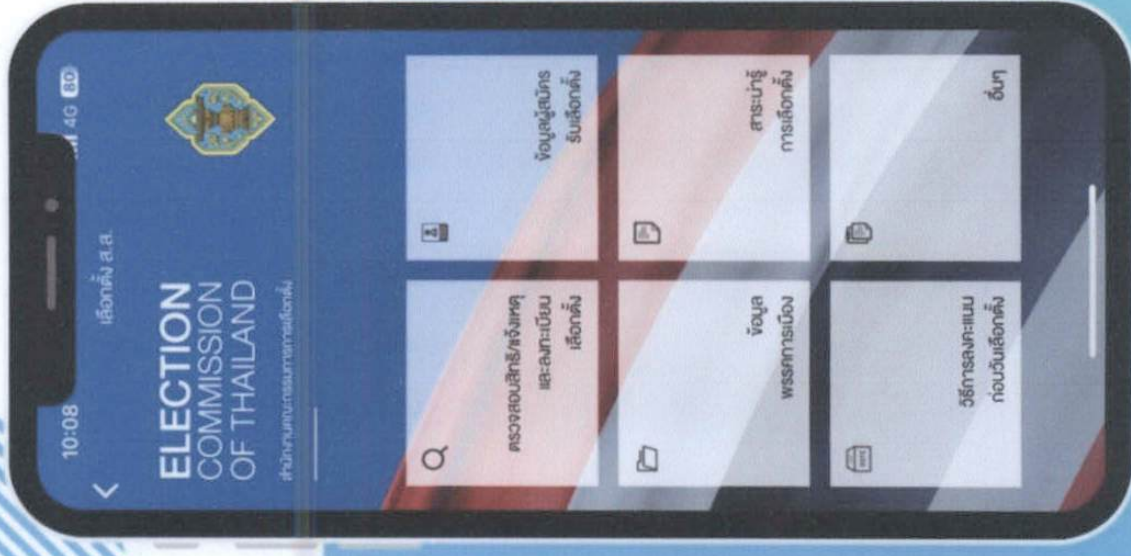 10:08
4G 80
เลือกตั้ง ส.ส.
ELECTION
COMMISSION
OF THAILAND
สำนักงานคณะกรรมการการเลือกตั้ง
ตรวจสอบสิทธิ/แจ้งเหตุ
และลงทะเบียน
เลือกตั้ง
ข้อมูลผู้สมัคร
รับเลือกตั้ง
ข้อมูล
พรรคการเมือง
สาระน่ารู้
การเลือกตั้ง
VOTE
วิธีการลงคะแนน
ก่อนวันเลือกตั้ง
อื่นๆ